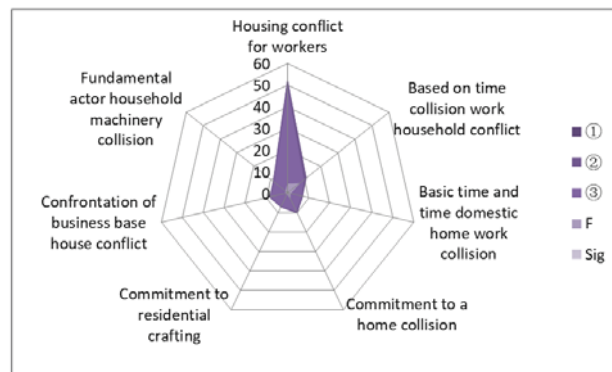 Housing conflict
for workers
60
50
40
30
20
10
0
Based on time
collision work
household conflict
Basic time and
time domestic
home work
collision
Commitment to a
home collision
Commitment to
residential
crafting
Confrontation of
business base
house conflict
Fundamental
actor household
machinery
collision
①
②
③
F
Sig